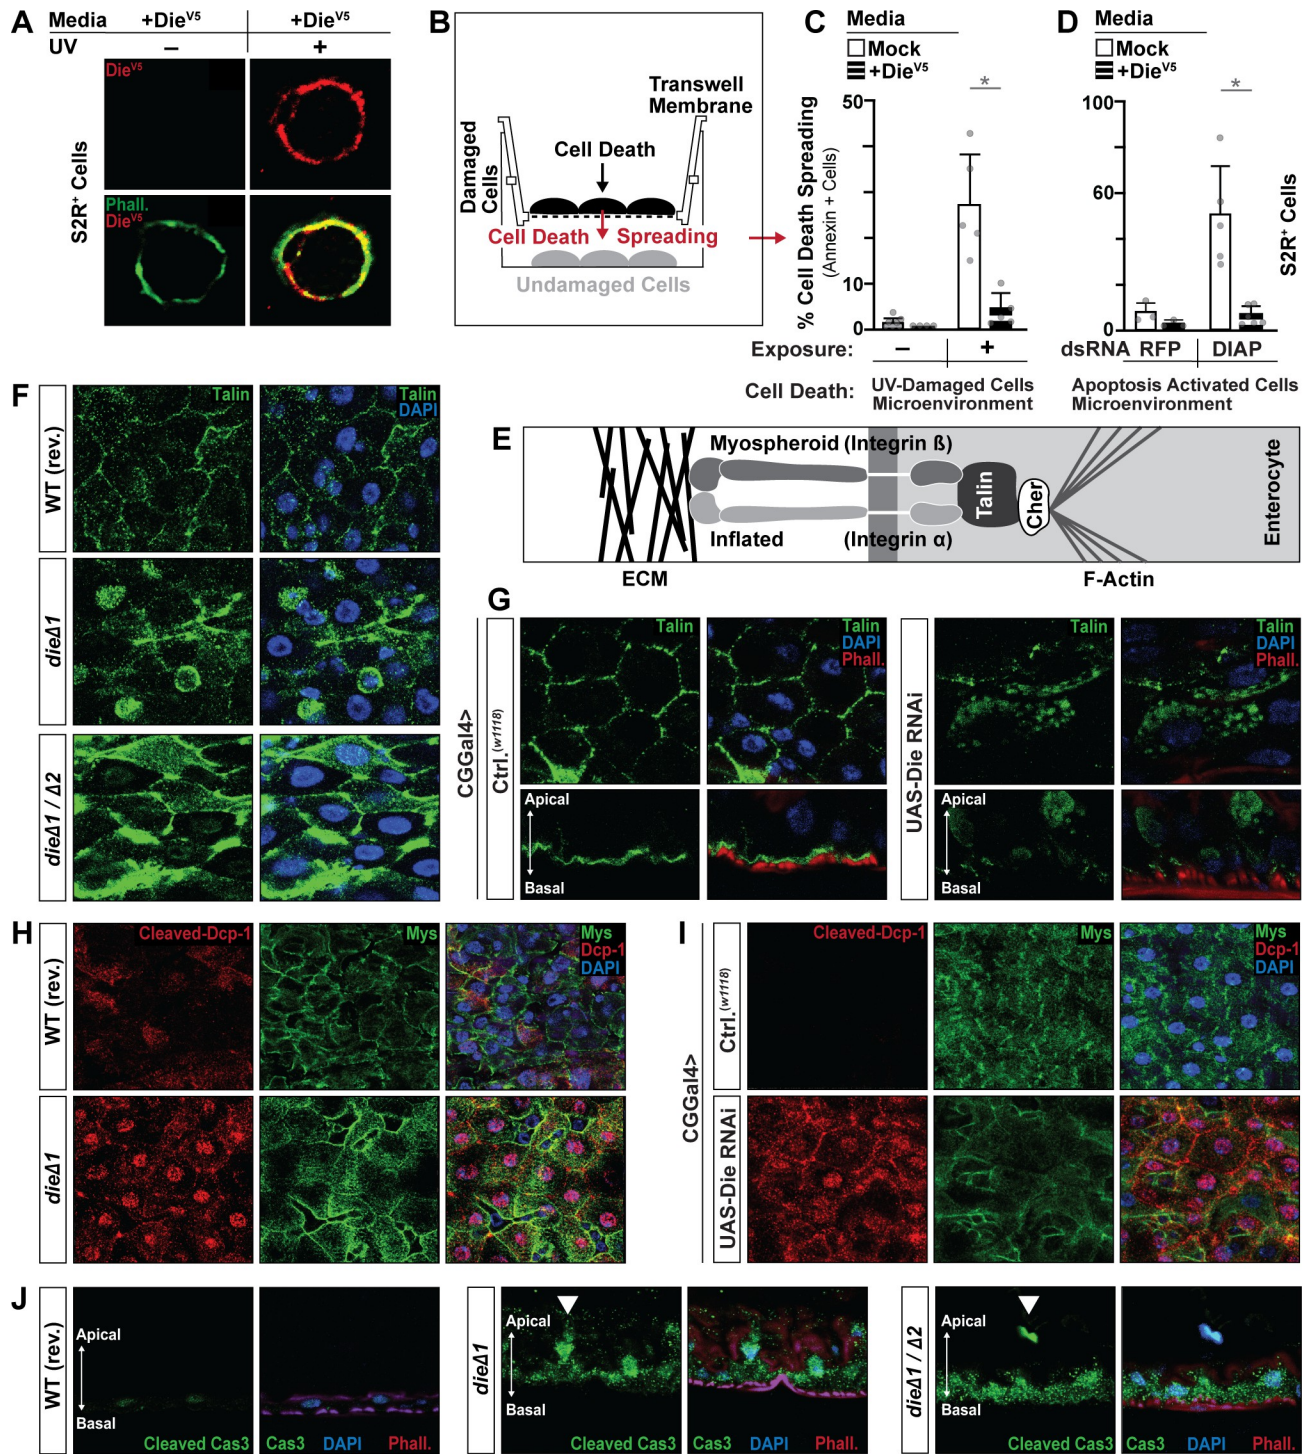 A
Media +Die^V5 +Die^V5
UV – +
Die^V5
Phall.
Die^V5
S2R+ Cells
B
Transwell
Membrane
Damaged
Cells
Cell Death
Cell Death Spreading
Undamaged Cells
C
Media
Mock
+Die^V5
*
50
10
0
% Cell Death Spreading
(Annexin + Cells)
Exposure: – +
Cell Death: UV-Damaged Cells
Microenvironment
D
Media
Mock
+Die^V5
*
100
60
0
S2R+ Cells
dsRNA RFP DIAP
Apoptosis Activated Cells
Microenvironment
E
Myospheroid (Integrin ß)
Inflated (Integrin α)
Talin
Cher
Enterocyte
ECM
F-Actin
F
WT (rev.)
Talin
Talin
DAPI
dieΔ1
dieΔ1 / Δ2
G
CGGal4>
Ctrl.(w1118)
Talin
Talin
DAPI
Phall.
Apical
Basal
UAS-Die RNAi
Talin
Talin
DAPI
Phall.
Apical
Basal
H
WT (rev.)
Cleaved-Dcp-1
Mys
Mys
Dcp-1
DAPI
dieΔ1
I
CGGal4>
Ctrl.(w1118)
Cleaved-Dcp-1
Mys
Mys
Dcp-1
DAPI
UAS-Die RNAi
J
WT (rev.)
Apical
Basal
Cleaved Cas3
Cas3 DAPI Phall.
dieΔ1
Apical
Basal
Cleaved Cas3
Cas3 DAPI Phall.
dieΔ1 / Δ2
Apical
Basal
Cleaved Cas3
Cas3 DAPI Phall.